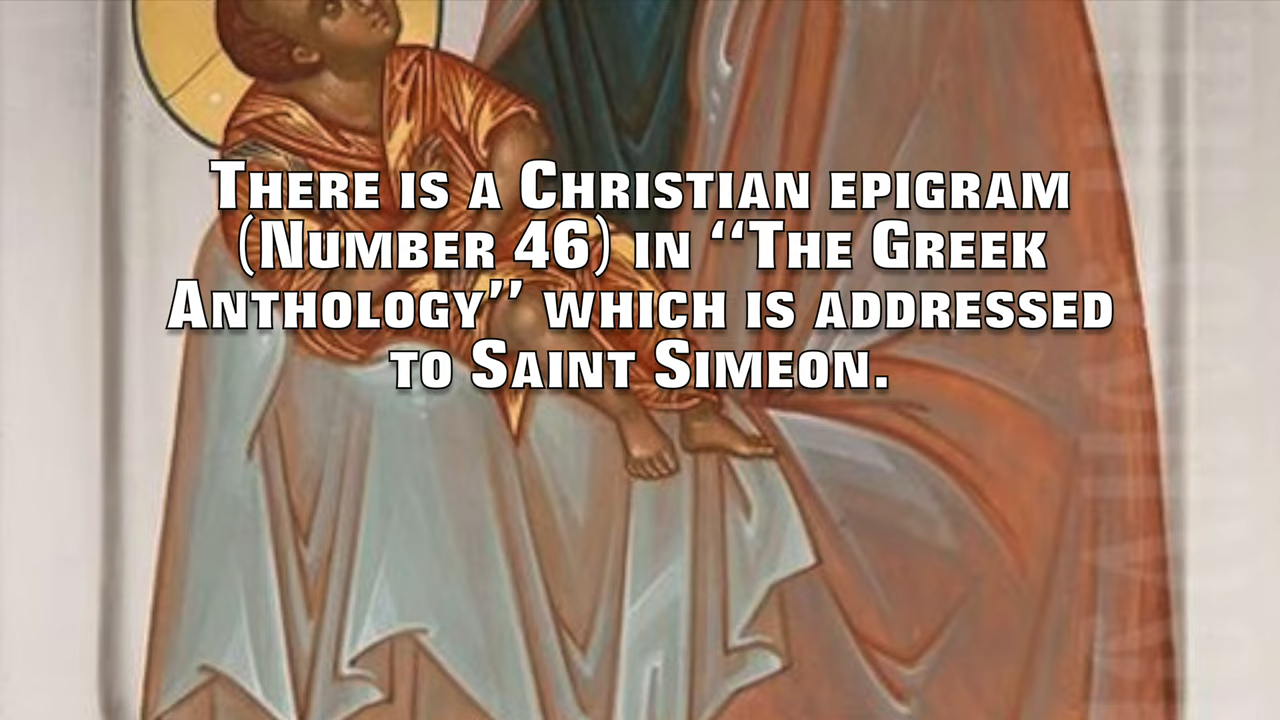 There is a Christian epigram
(Number 46) in “The Greek
Anthology” which is addressed
to Saint Simeon.